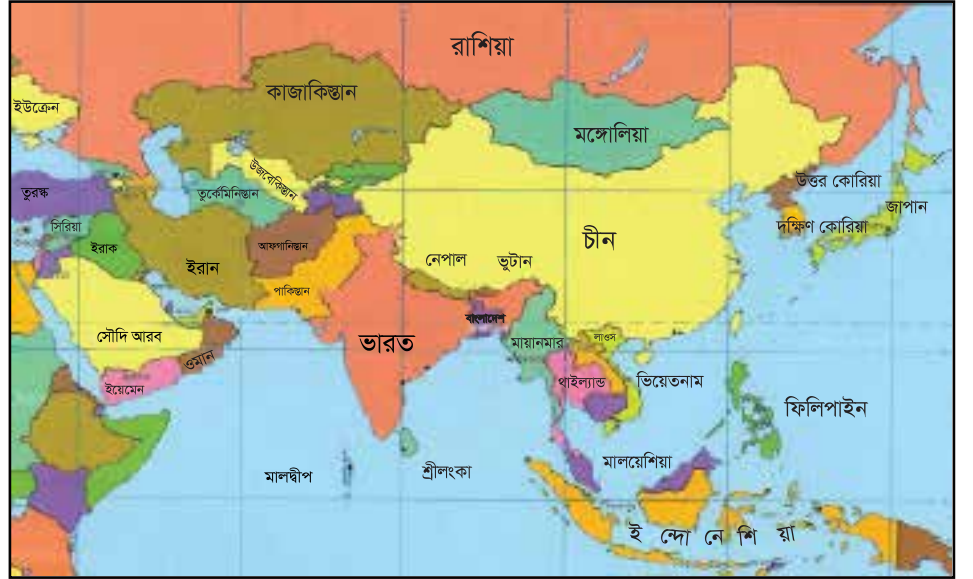 রাশিয়া
কাজাকিস্তান
ইউক্রেন
মঙ্গোলিয়া
উজবেকিস্তান
তুরস্ক
তুর্কেমিনিস্তান
উত্তর কোরিয়া
জাপান
সিরিয়া
দক্ষিণ কোরিয়া
ইরাক
আফগানিস্তান
চীন
নেপাল
ভুটান
ইরান
পাকিস্তান
বাংলাদেশ
সৌদি আরব
ভারত
মায়ানমার
লাওস
ওমান
ইয়েমেন
থাইল্যান্ড
ভিয়েতনাম
ফিলিপাইন
মালদ্বীপ
শ্রীলংকা
মালয়েশিয়া
ই ন্দো নে শি য়া